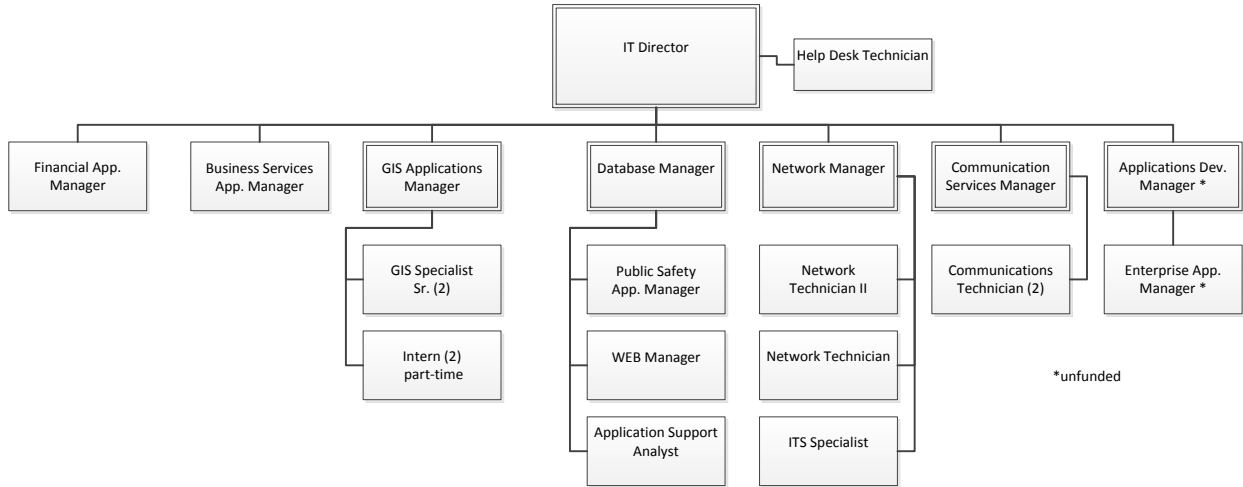 IT Director
Help Desk Technician
Financial App.
Manager
Business Services
App. Manager
GIS Applications
Manager
Database Manager
Network Manager
Communication
Services Manager
Applications Dev.
Manager *
GIS Specialist
Sr. (2)
Public Safety
App. Manager
Network
Technician II
Communications
Technician (2)
Enterprise App.
Manager *
Intern (2)
part-time
WEB Manager
Network Technician
*unfunded
Application Support
Analyst
ITS Specialist